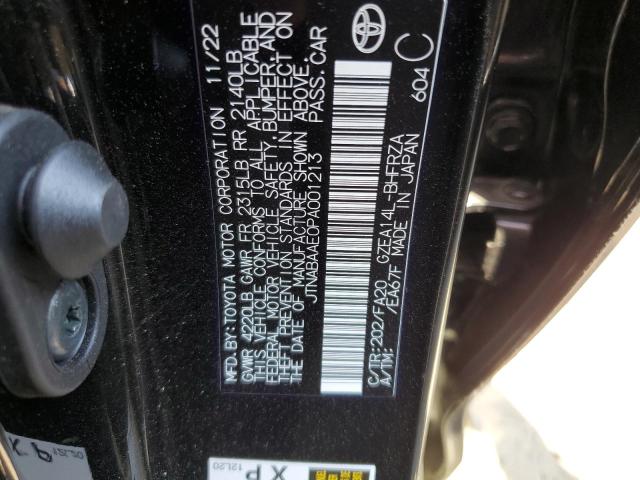 MFD.BY:TOYOTA MOTOR CORPORATION 11/22
GVWR 4220LB GAWR FR 2315LB RR 2140LB
THIS VEHICLE CONFORMS TO ALL APPLICABLE
FEDERAL MOTOR VEHICLE SAFETY, BUMPER, AND
THEFT PREVENTION STANDARDS IN EFFECT ON
THE DATE OF MANUFACTURE SHOWN ABOVE.
JTNABAAE0PA001213 PASS.CAR
C/TR:202/FA20 GZEA14L-BHFRZA
A/TM: /EA67F MADE IN JAPAN
604 C
X P
12L20